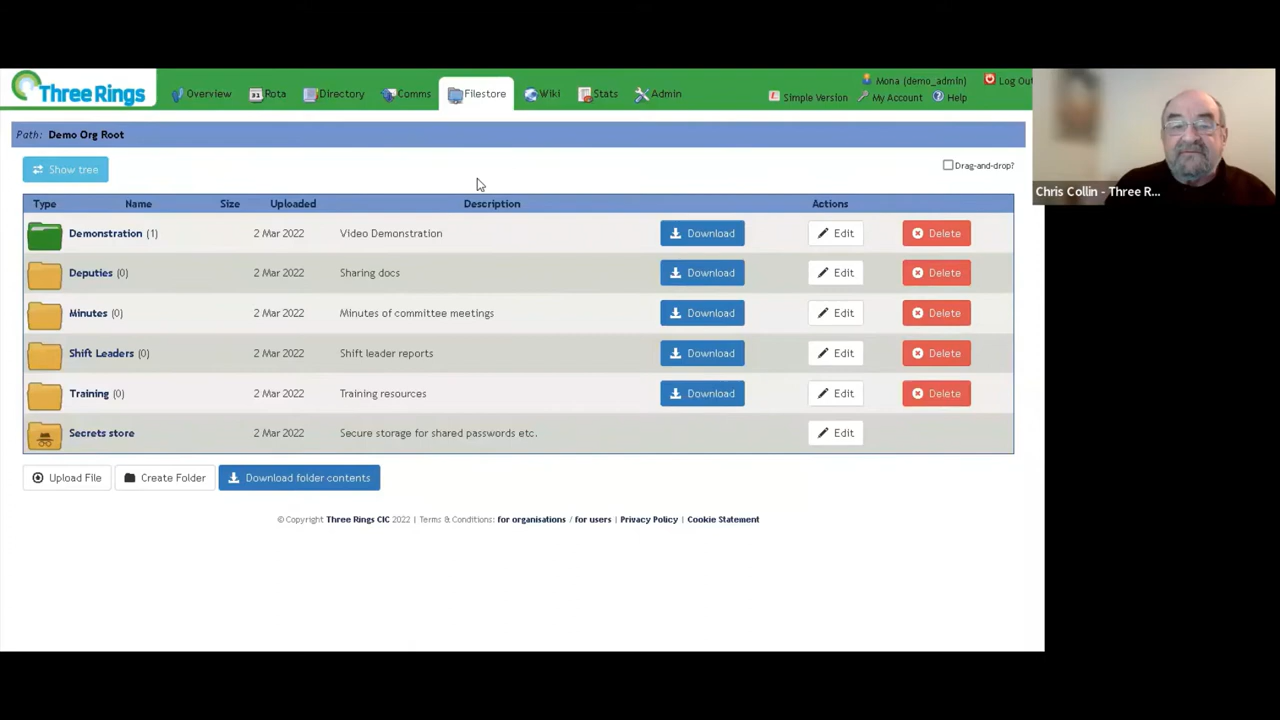 Three Rings
Overview
31 Rota
Directory
Comms
Filestore
Wiki
Stats
Admin
Mona (demo_admin)
Log Out
Simple Version
My Account
Help
Chris Collin - Three R...
Path: Demo Org Root
Show tree
Drag-and-drop?
Type Name Size Uploaded Description Actions
Demonstration (1) 2 Mar 2022 Video Demonstration Download Edit Delete
Deputies (0) 2 Mar 2022 Sharing docs Download Edit Delete
Minutes (0) 2 Mar 2022 Minutes of committee meetings Download Edit Delete
Shift Leaders (0) 2 Mar 2022 Shift leader reports Download Edit Delete
Training (0) 2 Mar 2022 Training resources Download Edit Delete
Secrets store 2 Mar 2022 Secure storage for shared passwords etc. Edit
Upload File Create Folder Download folder contents
© Copyright Three Rings CIC 2022 | Terms & Conditions: for organisations / for users | Privacy Policy | Cookie Statement